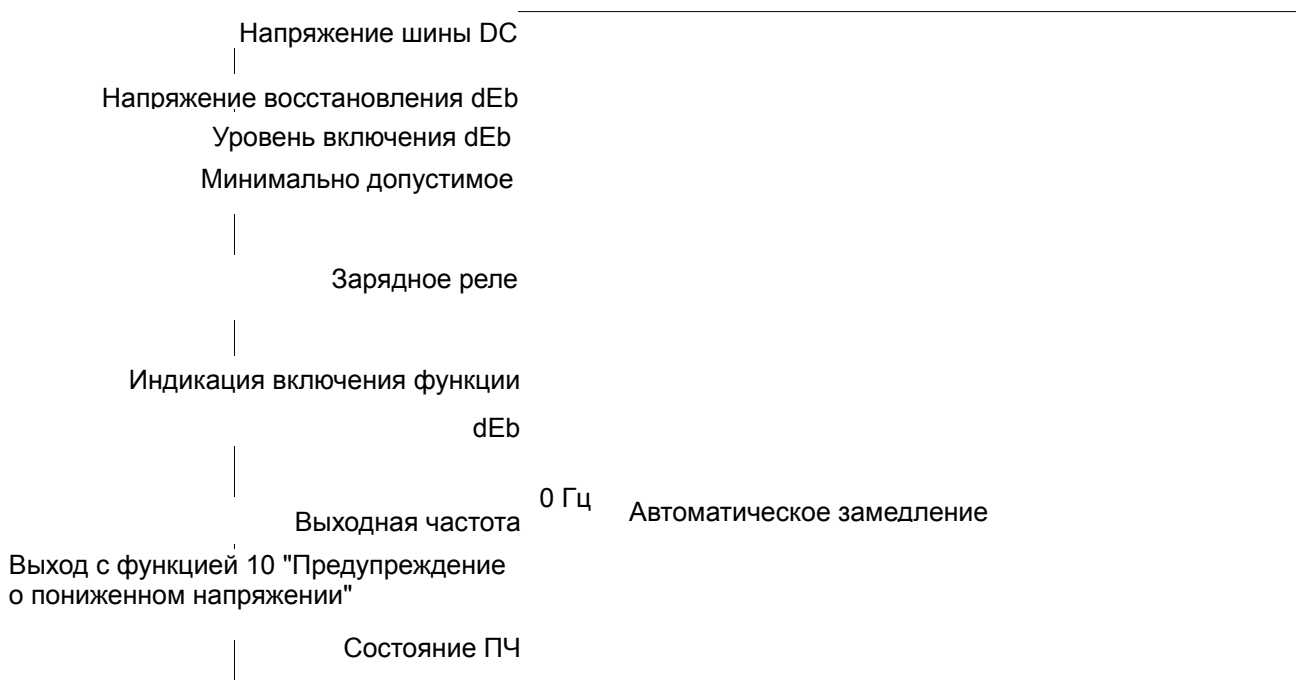 Напряжение шины DC
Напряжение восстановления dEb
Уровень включения dEb
Минимально допустимое
Зарядное реле
Индикация включения функции
dEb
0 Гц
Автоматическое замедление
Выходная частота
Выход с функцией 10 "Предупреждение
о пониженном напряжении"
Состояние ПЧ